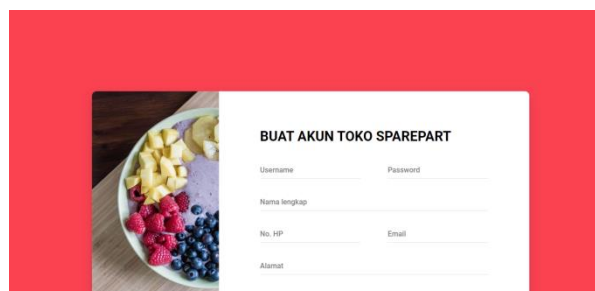 BUAT AKUN TOKO SPAREPART
Username Password
Nama lengkap
No. HP Email
Alamat